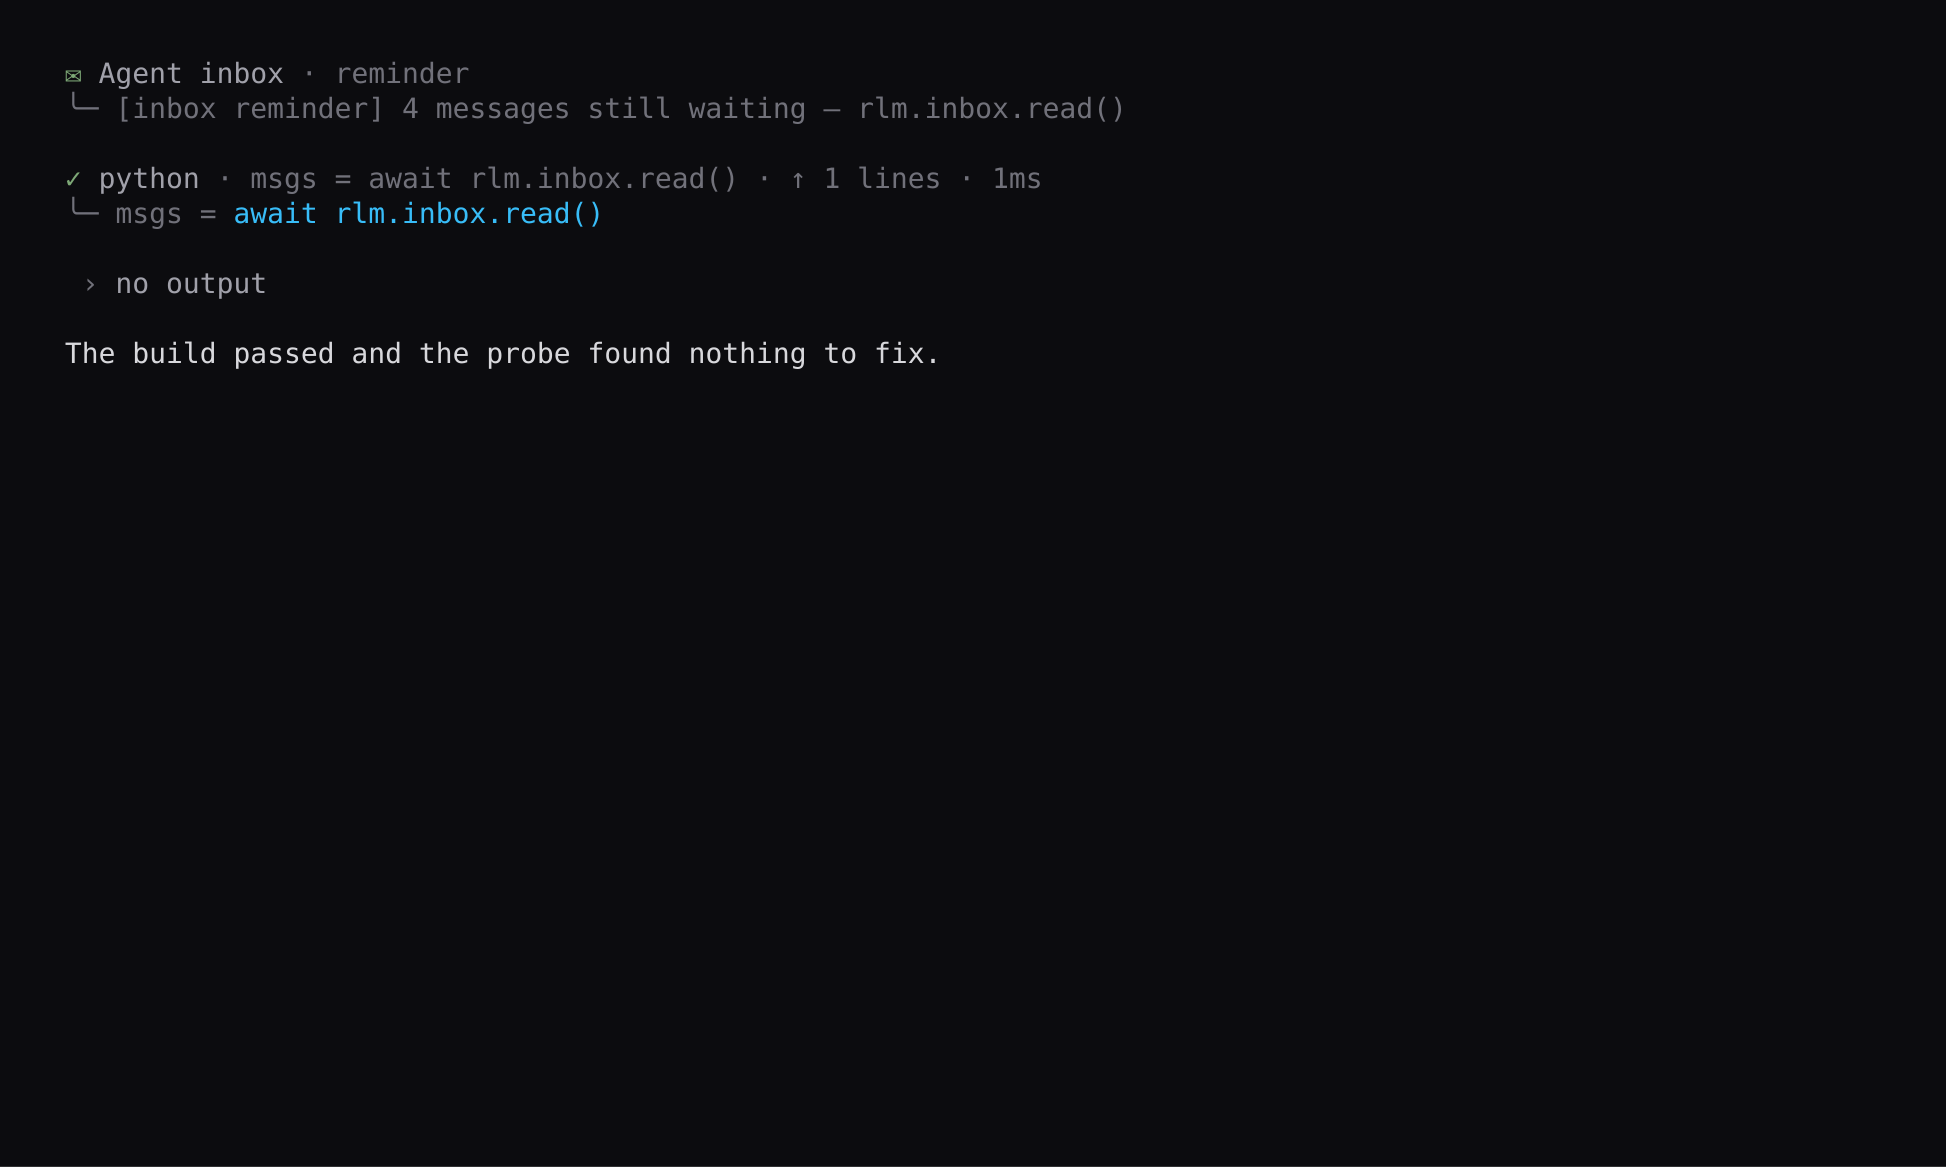 ✉ Agent inbox · reminder
╰─ [inbox reminder] 4 messages still waiting — rlm.inbox.read()
✓ python · msgs = await rlm.inbox.read() · ↑ 1 lines · 1ms
╰─ msgs = await rlm.inbox.read()
› no output
The build passed and the probe found nothing to fix.